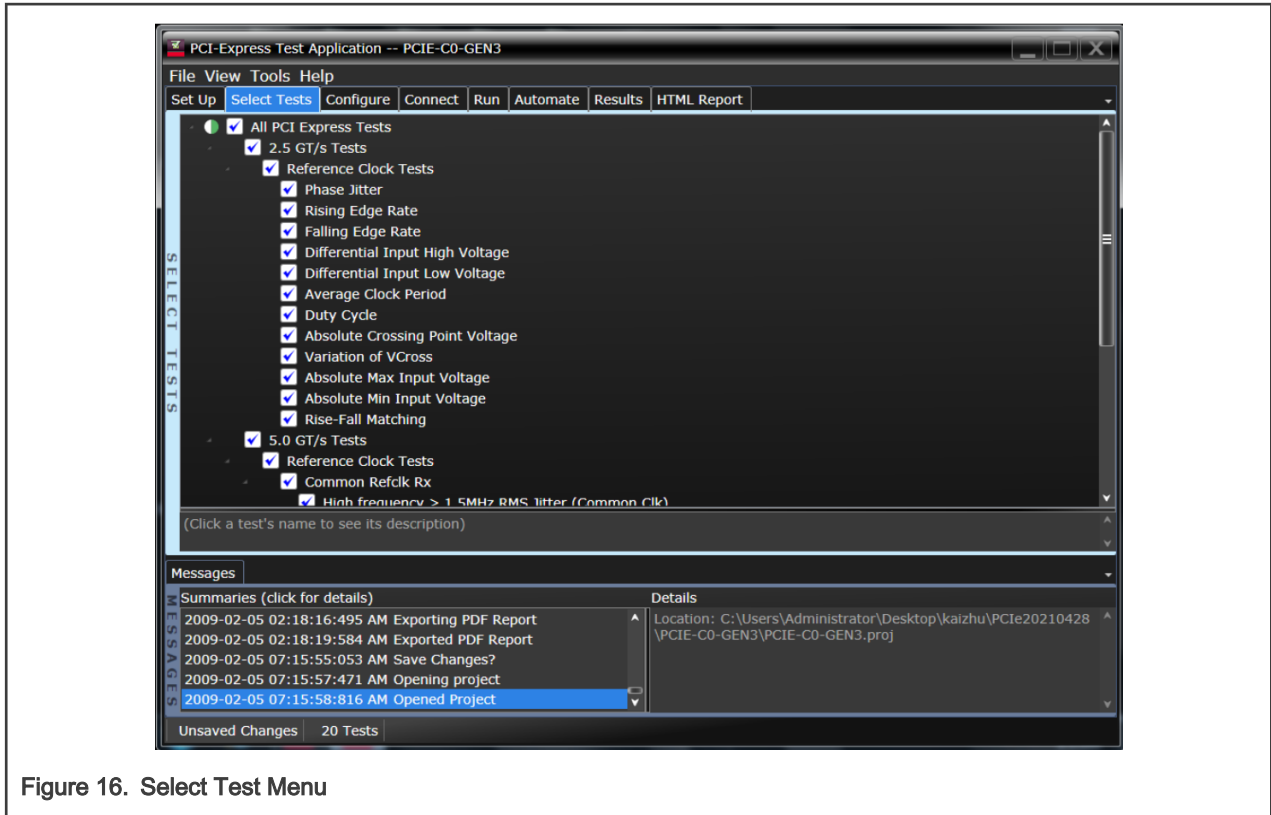 PCI-Express Test Application -- PCIE-C0-GEN3
File View Tools Help
Set Up Select Tests Configure Connect Run Automate Results HTML Report
SELECT TESTS
All PCI Express Tests
2.5 GT/s Tests
Reference Clock Tests
Phase Jitter
Rising Edge Rate
Falling Edge Rate
Differential Input High Voltage
Differential Input Low Voltage
Average Clock Period
Duty Cycle
Absolute Crossing Point Voltage
Variation of VCross
Absolute Max Input Voltage
Absolute Min Input Voltage
Rise-Fall Matching
5.0 GT/s Tests
Reference Clock Tests
Common Refclk Rx
High frequency > 1.5MHz RMS Jitter (Common Clk)
(Click a test's name to see its description)
Messages
MESSAGES
Summaries (click for details)
2009-02-05 02:18:16:495 AM Exporting PDF Report
2009-02-05 02:18:19:584 AM Exported PDF Report
2009-02-05 07:15:55:053 AM Save Changes?
2009-02-05 07:15:57:471 AM Opening project
2009-02-05 07:15:58:816 AM Opened Project
Details
Location: C:\Users\Administrator\Desktop\kaizhu\PCIe20210428
\PCIE-C0-GEN3\PCIE-C0-GEN3.proj
Unsaved Changes 20 Tests
Figure 16. Select Test Menu